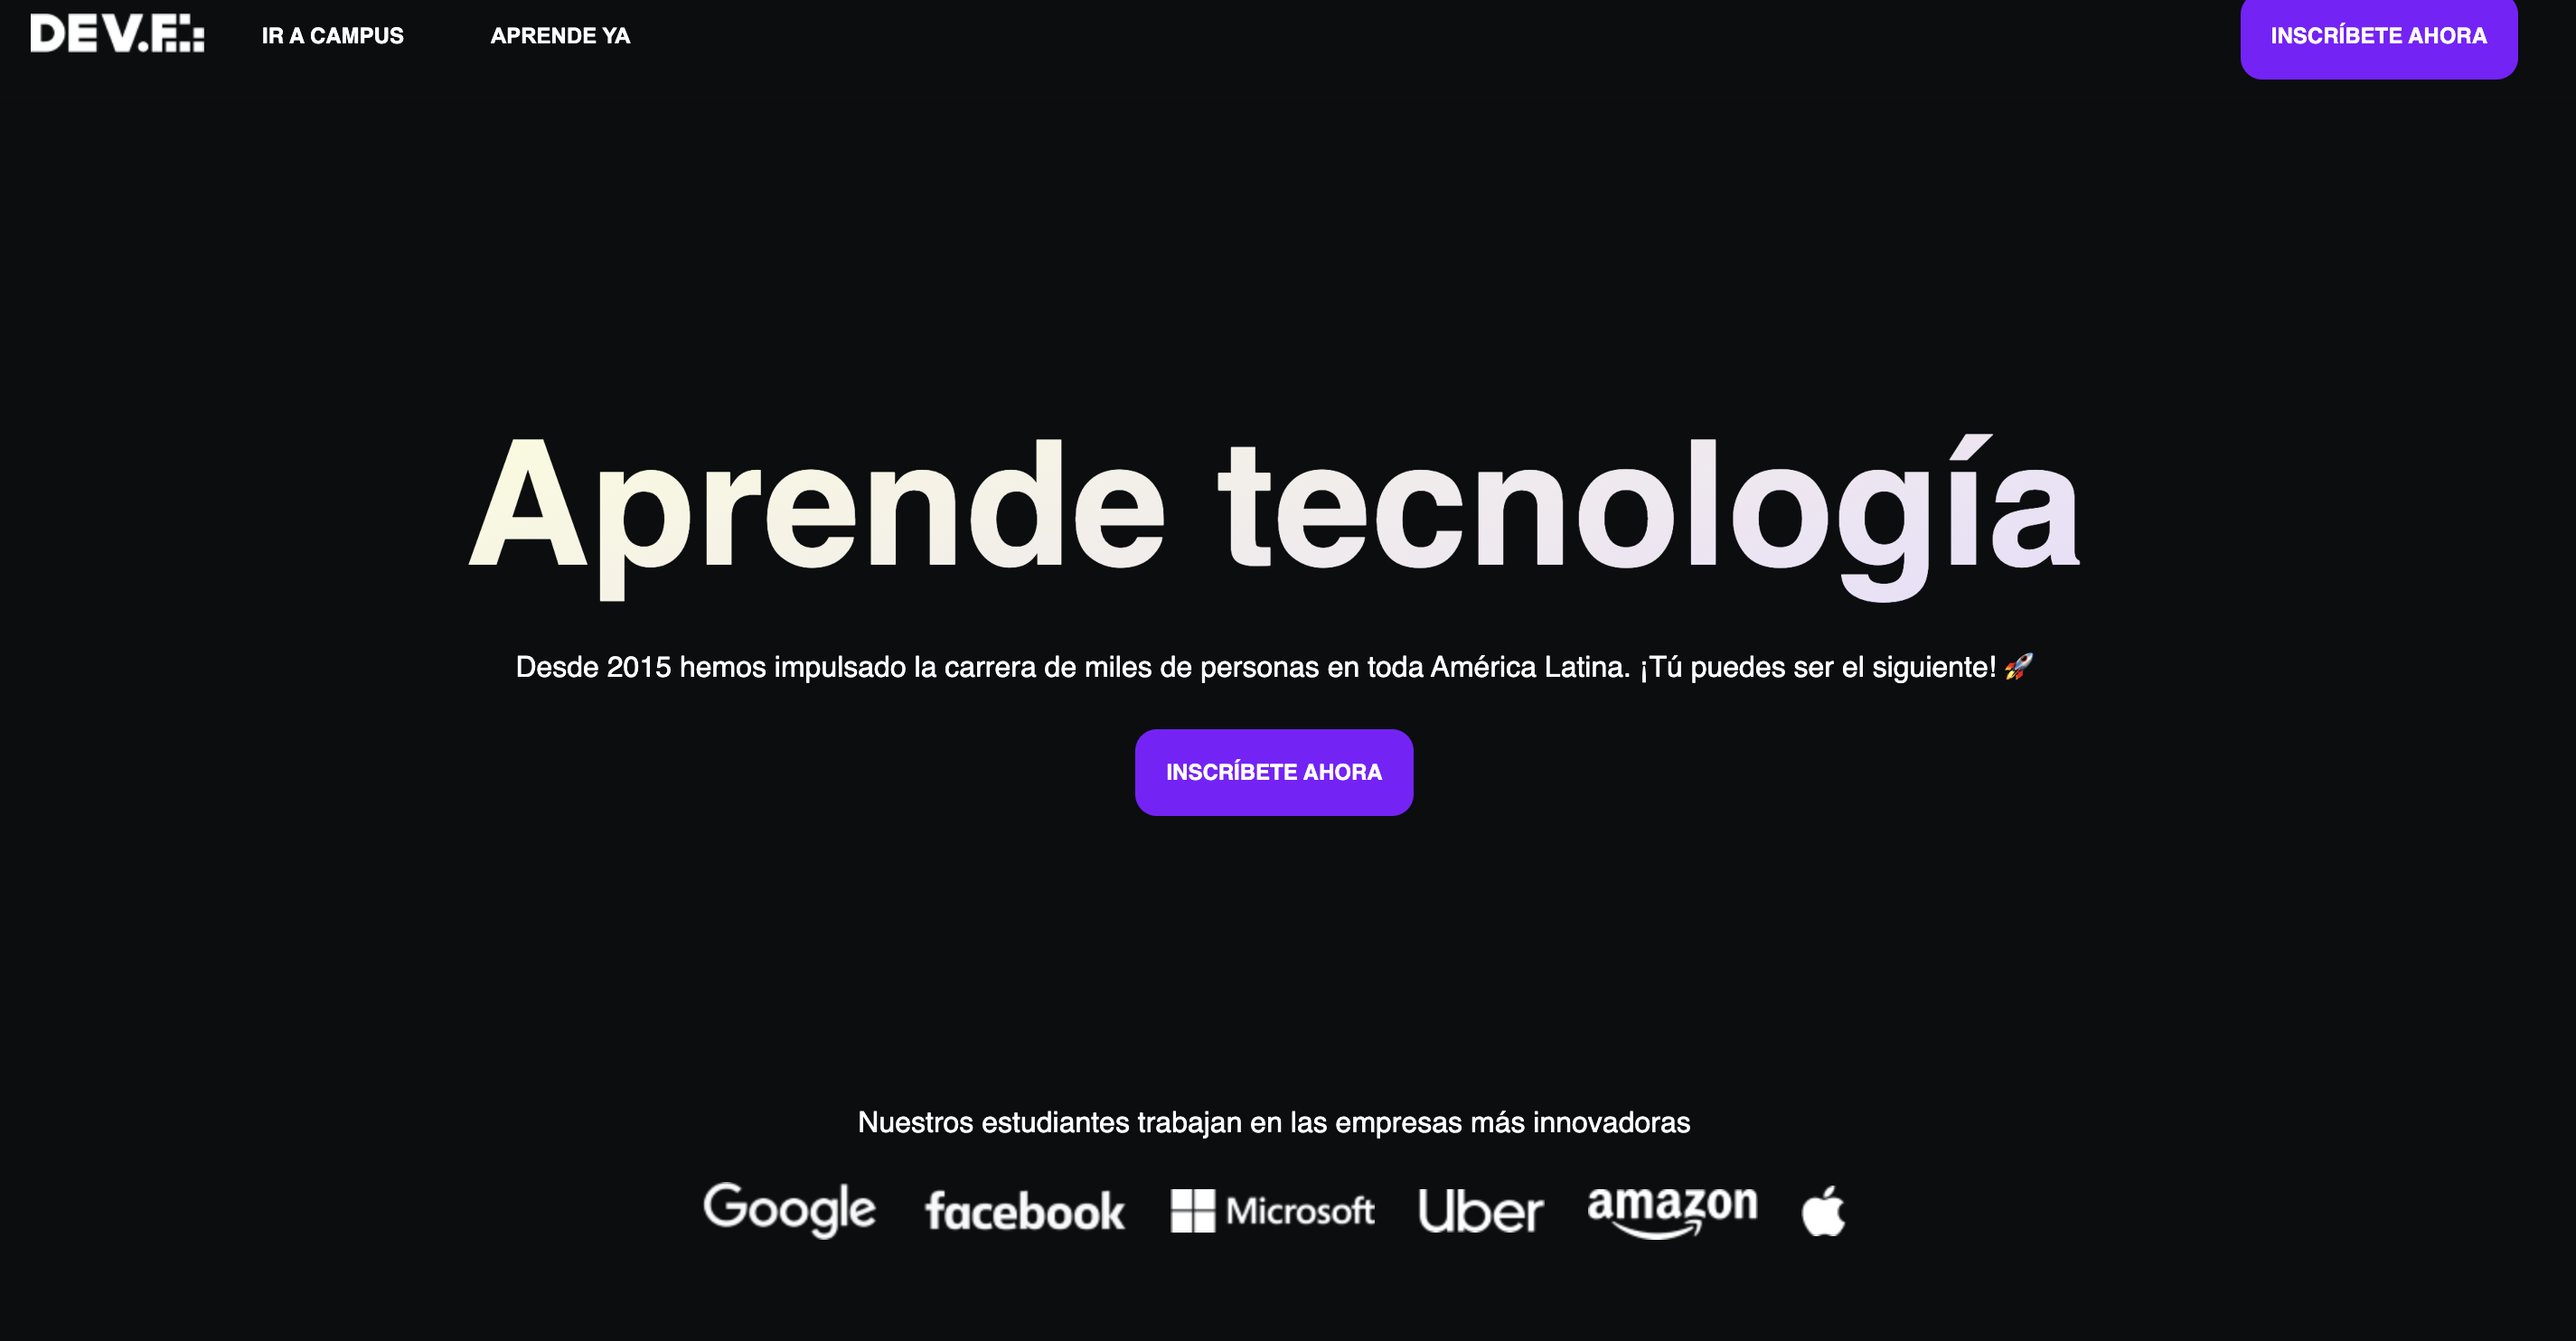 DEV.F.:
IR A CAMPUS
APRENDE YA
INSCRÍBETE AHORA
Aprende tecnología
Desde 2015 hemos impulsado la carrera de miles de personas en toda América Latina. ¡Tú puedes ser el siguiente! 🚀
INSCRÍBETE AHORA
Nuestros estudiantes trabajan en las empresas más innovadoras
Google facebook Microsoft Uber amazon